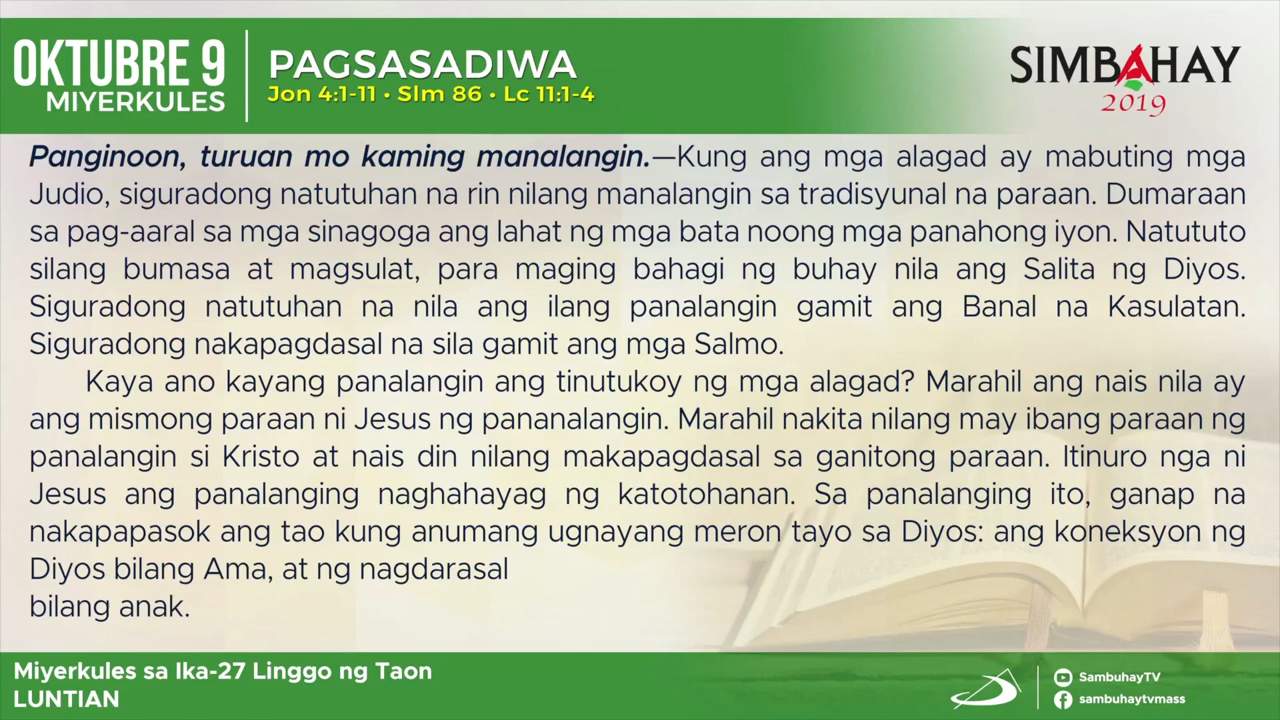 OKTUBRE 9
MIYERKULES
PAGSASADIWA
Jon 4:1-11 • Slm 86 • Lc 11:1-4
SIMBAHAY
2019
Panginoon, turuan mo kaming manalangin.—Kung ang mga alagad ay mabuting mga
Judio, siguradong natutuhan na rin nilang manalangin sa tradisyunal na paraan. Dumaraan
sa pag-aaral sa mga sinagoga ang lahat ng mga bata noong mga panahong iyon. Natututo
silang bumasa at magsulat, para maging bahagi ng buhay nila ang Salita ng Diyos.
Siguradong natutuhan na nila ang ilang panalangin gamit ang Banal na Kasulatan.
Siguradong nakapagdasal na sila gamit ang mga Salmo.
Kaya ano kayang panalangin ang tinutukoy ng mga alagad? Marahil ang nais nila ay
ang mismong paraan ni Jesus ng pananalangin. Marahil nakita nilang may ibang paraan ng
panalangin si Kristo at nais din nilang makapagdasal sa ganitong paraan. Itinuro nga ni
Jesus ang panalanging naghahayag ng katotohanan. Sa panalanging ito, ganap na
nakapapasok ang tao kung anumang ugnayang meron tayo sa Diyos: ang koneksyon ng
Diyos bilang Ama, at ng nagdarasal
bilang anak.
Miyerkules sa Ika-27 Linggo ng Taon
LUNTIAN
SambuhayTV
sambuhaytvmass